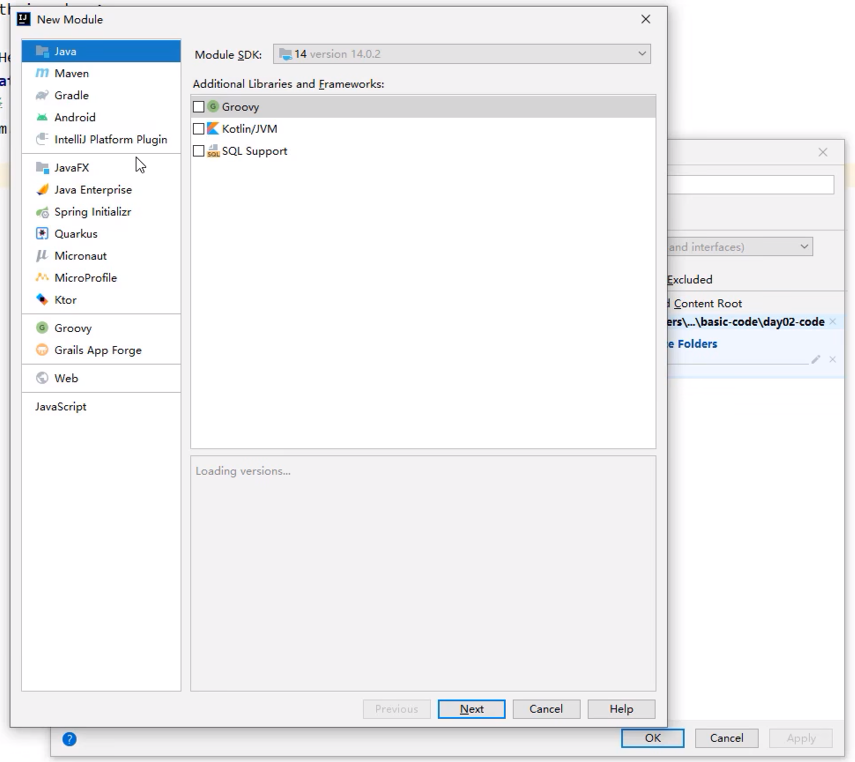 New Module
Java
Maven
Gradle
Android
IntelliJ Platform Plugin
JavaFX
Java Enterprise
Spring Initializr
Quarkus
Micronaut
MicroProfile
Ktor
Groovy
Grails App Forge
Web
JavaScript
Module SDK:
14 version 14.0.2
Additional Libraries and Frameworks:
Groovy
Kotlin/JVM
SQL Support
Loading versions...
Previous
Next
Cancel
Help
and interfaces)
Excluded
Content Root
ers\...\basic-code\day02-code
Folders
?
OK
Cancel
Apply